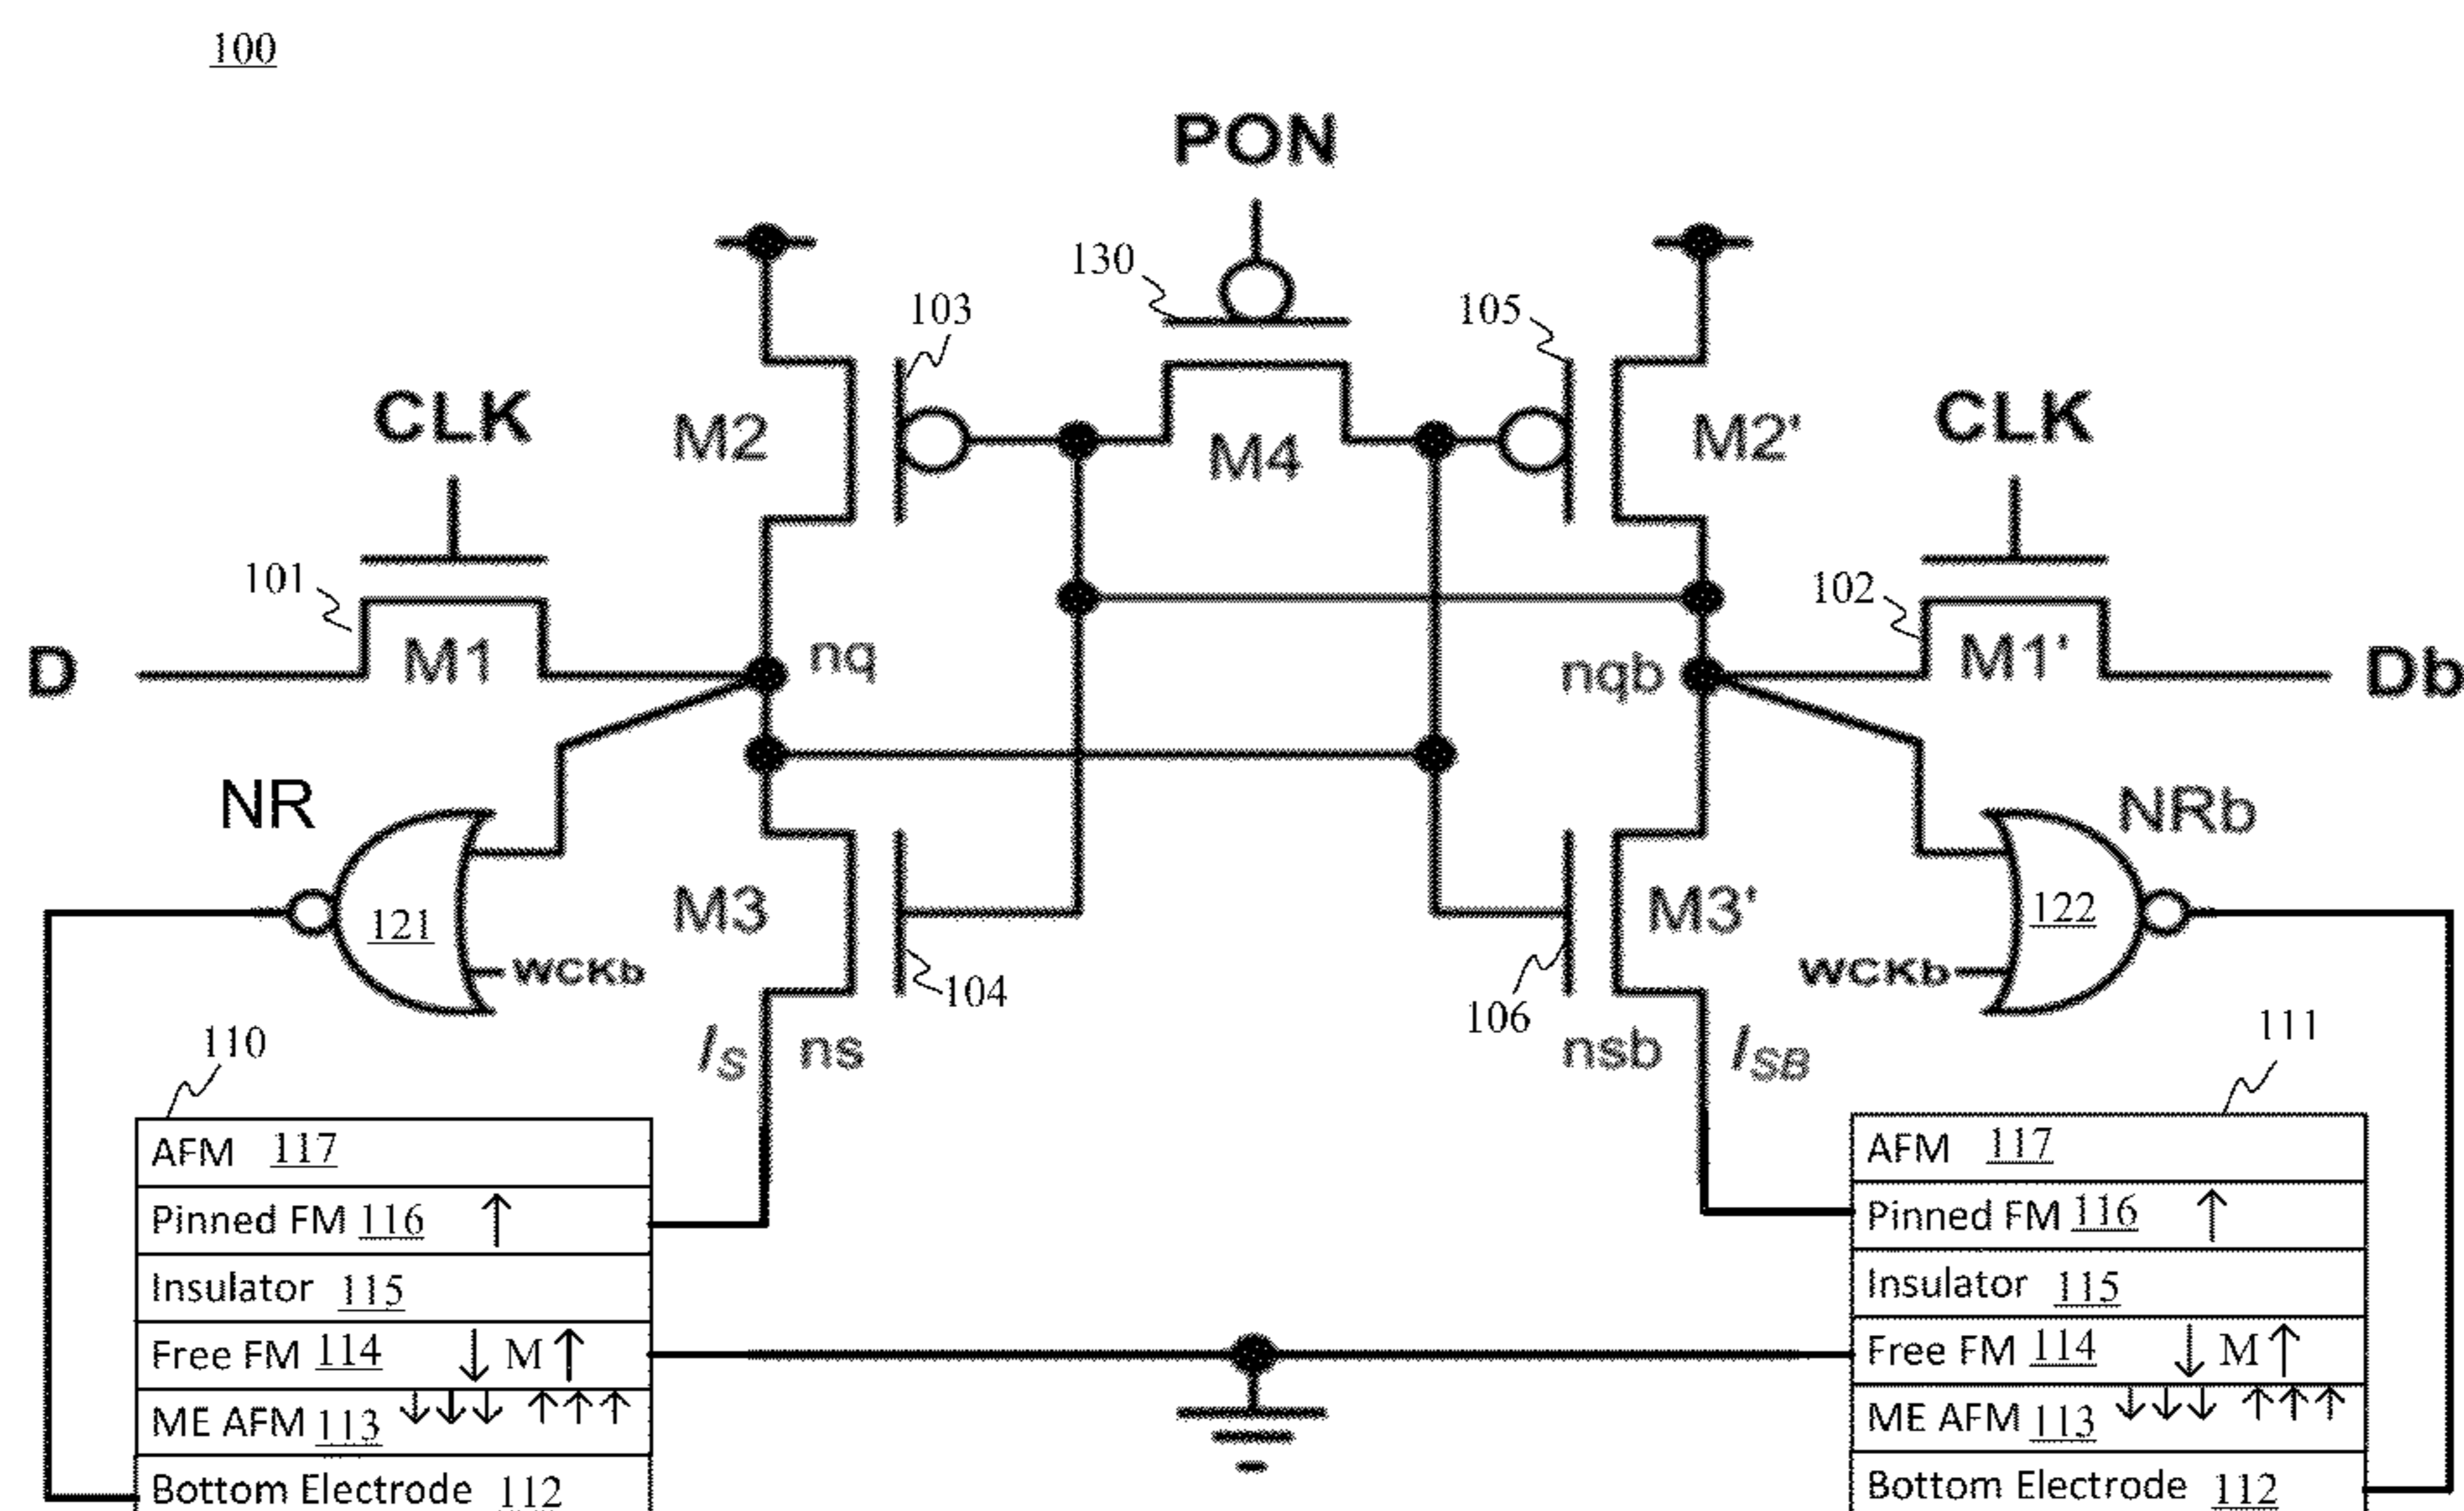 100
PON
130
103
105
CLK
M2
M4
M2'
CLK
101
102
D
M1
nq
nqb
M1'
Db
NR
NRb
121
M3
M3'
122
WCKb
WCKb
104
106
110
IS
ns
nsb
ISB
111
AFM 117
Pinned FM 116 ↑
Insulator 115
Free FM 114 ↓ M ↑
ME AFM 113 ↓↓↓ ↑↑↑
Bottom Electrode 112
AFM 117
Pinned FM 116 ↑
Insulator 115
Free FM 114 ↓ M ↑
ME AFM 113 ↓↓↓ ↑↑↑
Bottom Electrode 112